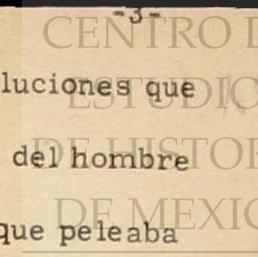 -3-
CENTRO D
luciones que
ESTUDIO
del hombre
DE HISTOR
que peleaba
DE MEXIC